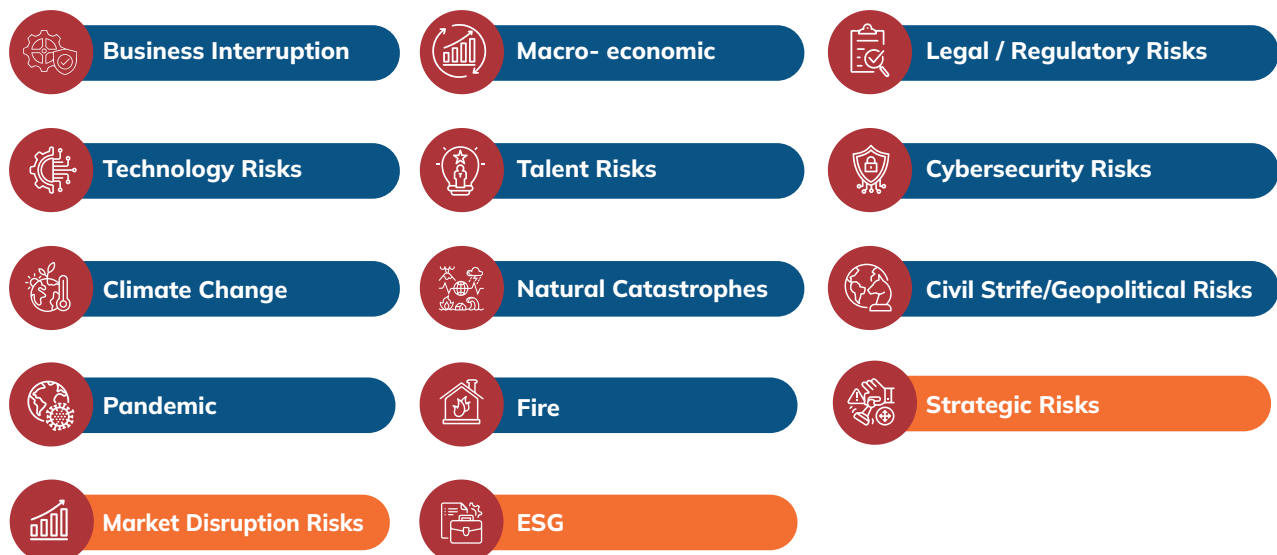 Business Interruption
Macro- economic
Legal / Regulatory Risks
Technology Risks
Talent Risks
Cybersecurity Risks
Climate Change
Natural Catastrophes
Civil Strife/Geopolitical Risks
Pandemic
Fire
Strategic Risks
Market Disruption Risks
ESG